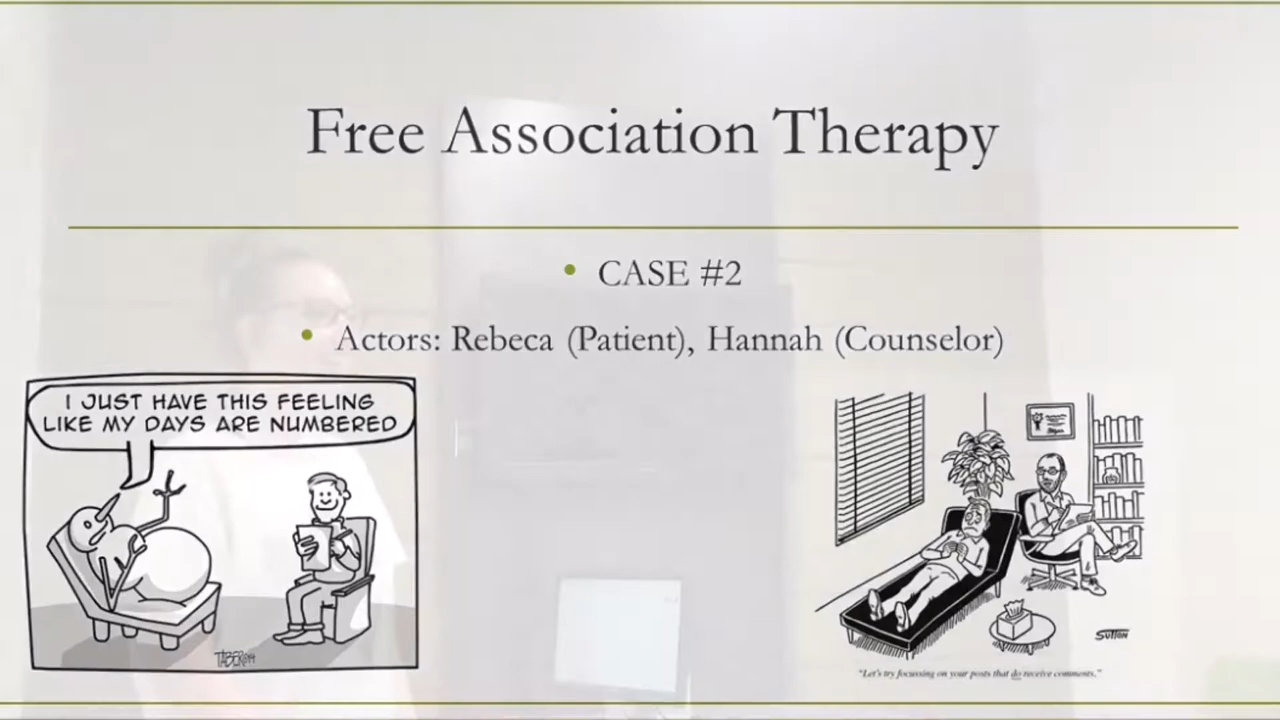 Free Association Therapy
• CASE #2
• Actors: Rebeca (Patient), Hannah (Counselor)
I JUST HAVE THIS FEELING
LIKE MY DAYS ARE NUMBERED
TABER
SUTTON
"Let's try focussing on your posts that do receive comments."